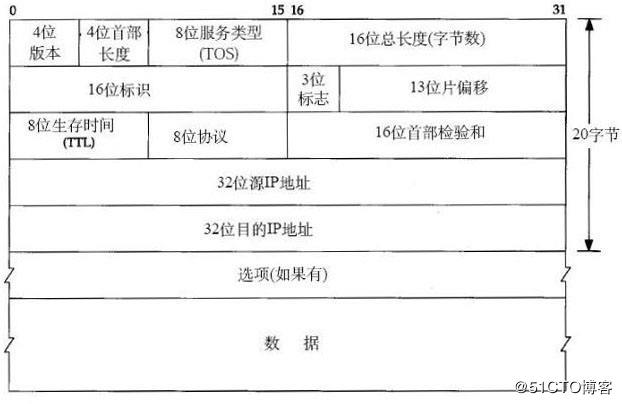 0 15 16 31
4位
版本
4位首部
长度
8位服务类型
(TOS)
16位总长度(字节数)
16位标识
3位
标志
13位片偏移
8位生存时间
(TTL)
8位协议
16位首部检验和
20字节
32位源IP地址
32位目的IP地址
选项(如果有)
数 据
@51CTO博客